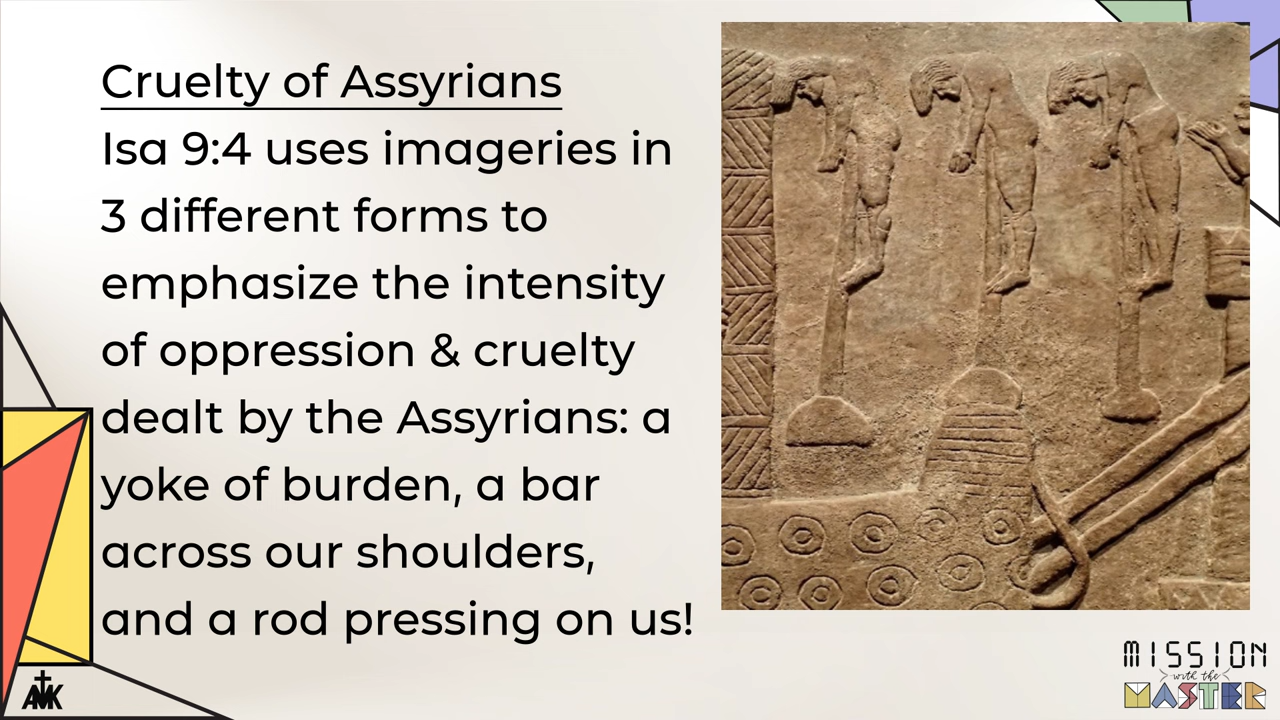 Cruelty of Assyrians
Isa 9:4 uses imageries in
3 different forms to
emphasize the intensity
of oppression & cruelty
dealt by the Assyrians: a
yoke of burden, a bar
across our shoulders,
and a rod pressing on us!
AMK
MISSION
with the
MASTER